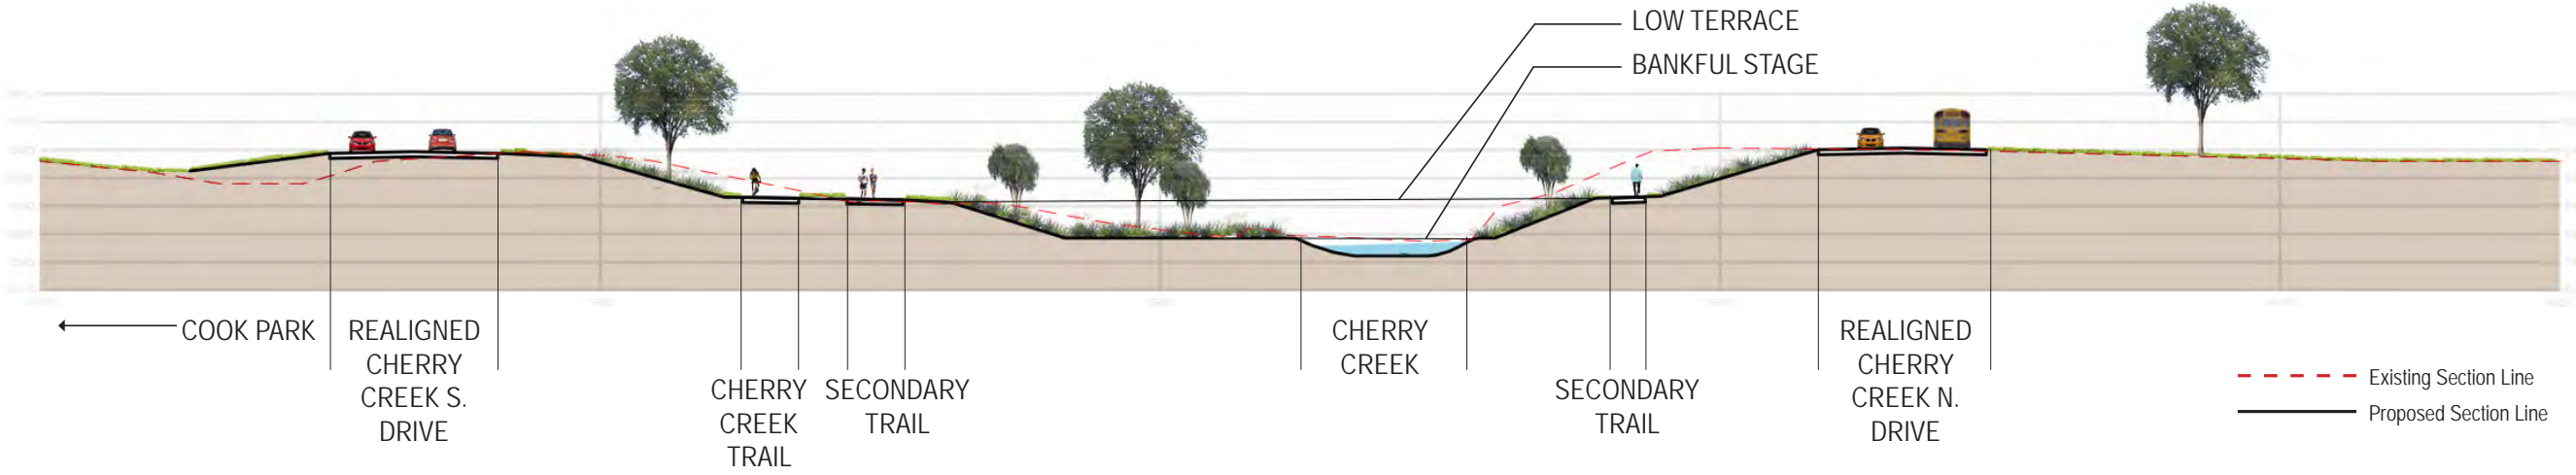 LOW TERRACE
BANKFUL STAGE
COOK PARK
REALIGNED
CHERRY
CREEK S.
DRIVE
CHERRY
CREEK
TRAIL
SECONDARY
TRAIL
CHERRY
CREEK
SECONDARY
TRAIL
REALIGNED
CHERRY
CREEK N.
DRIVE
Existing Section Line
Proposed Section Line